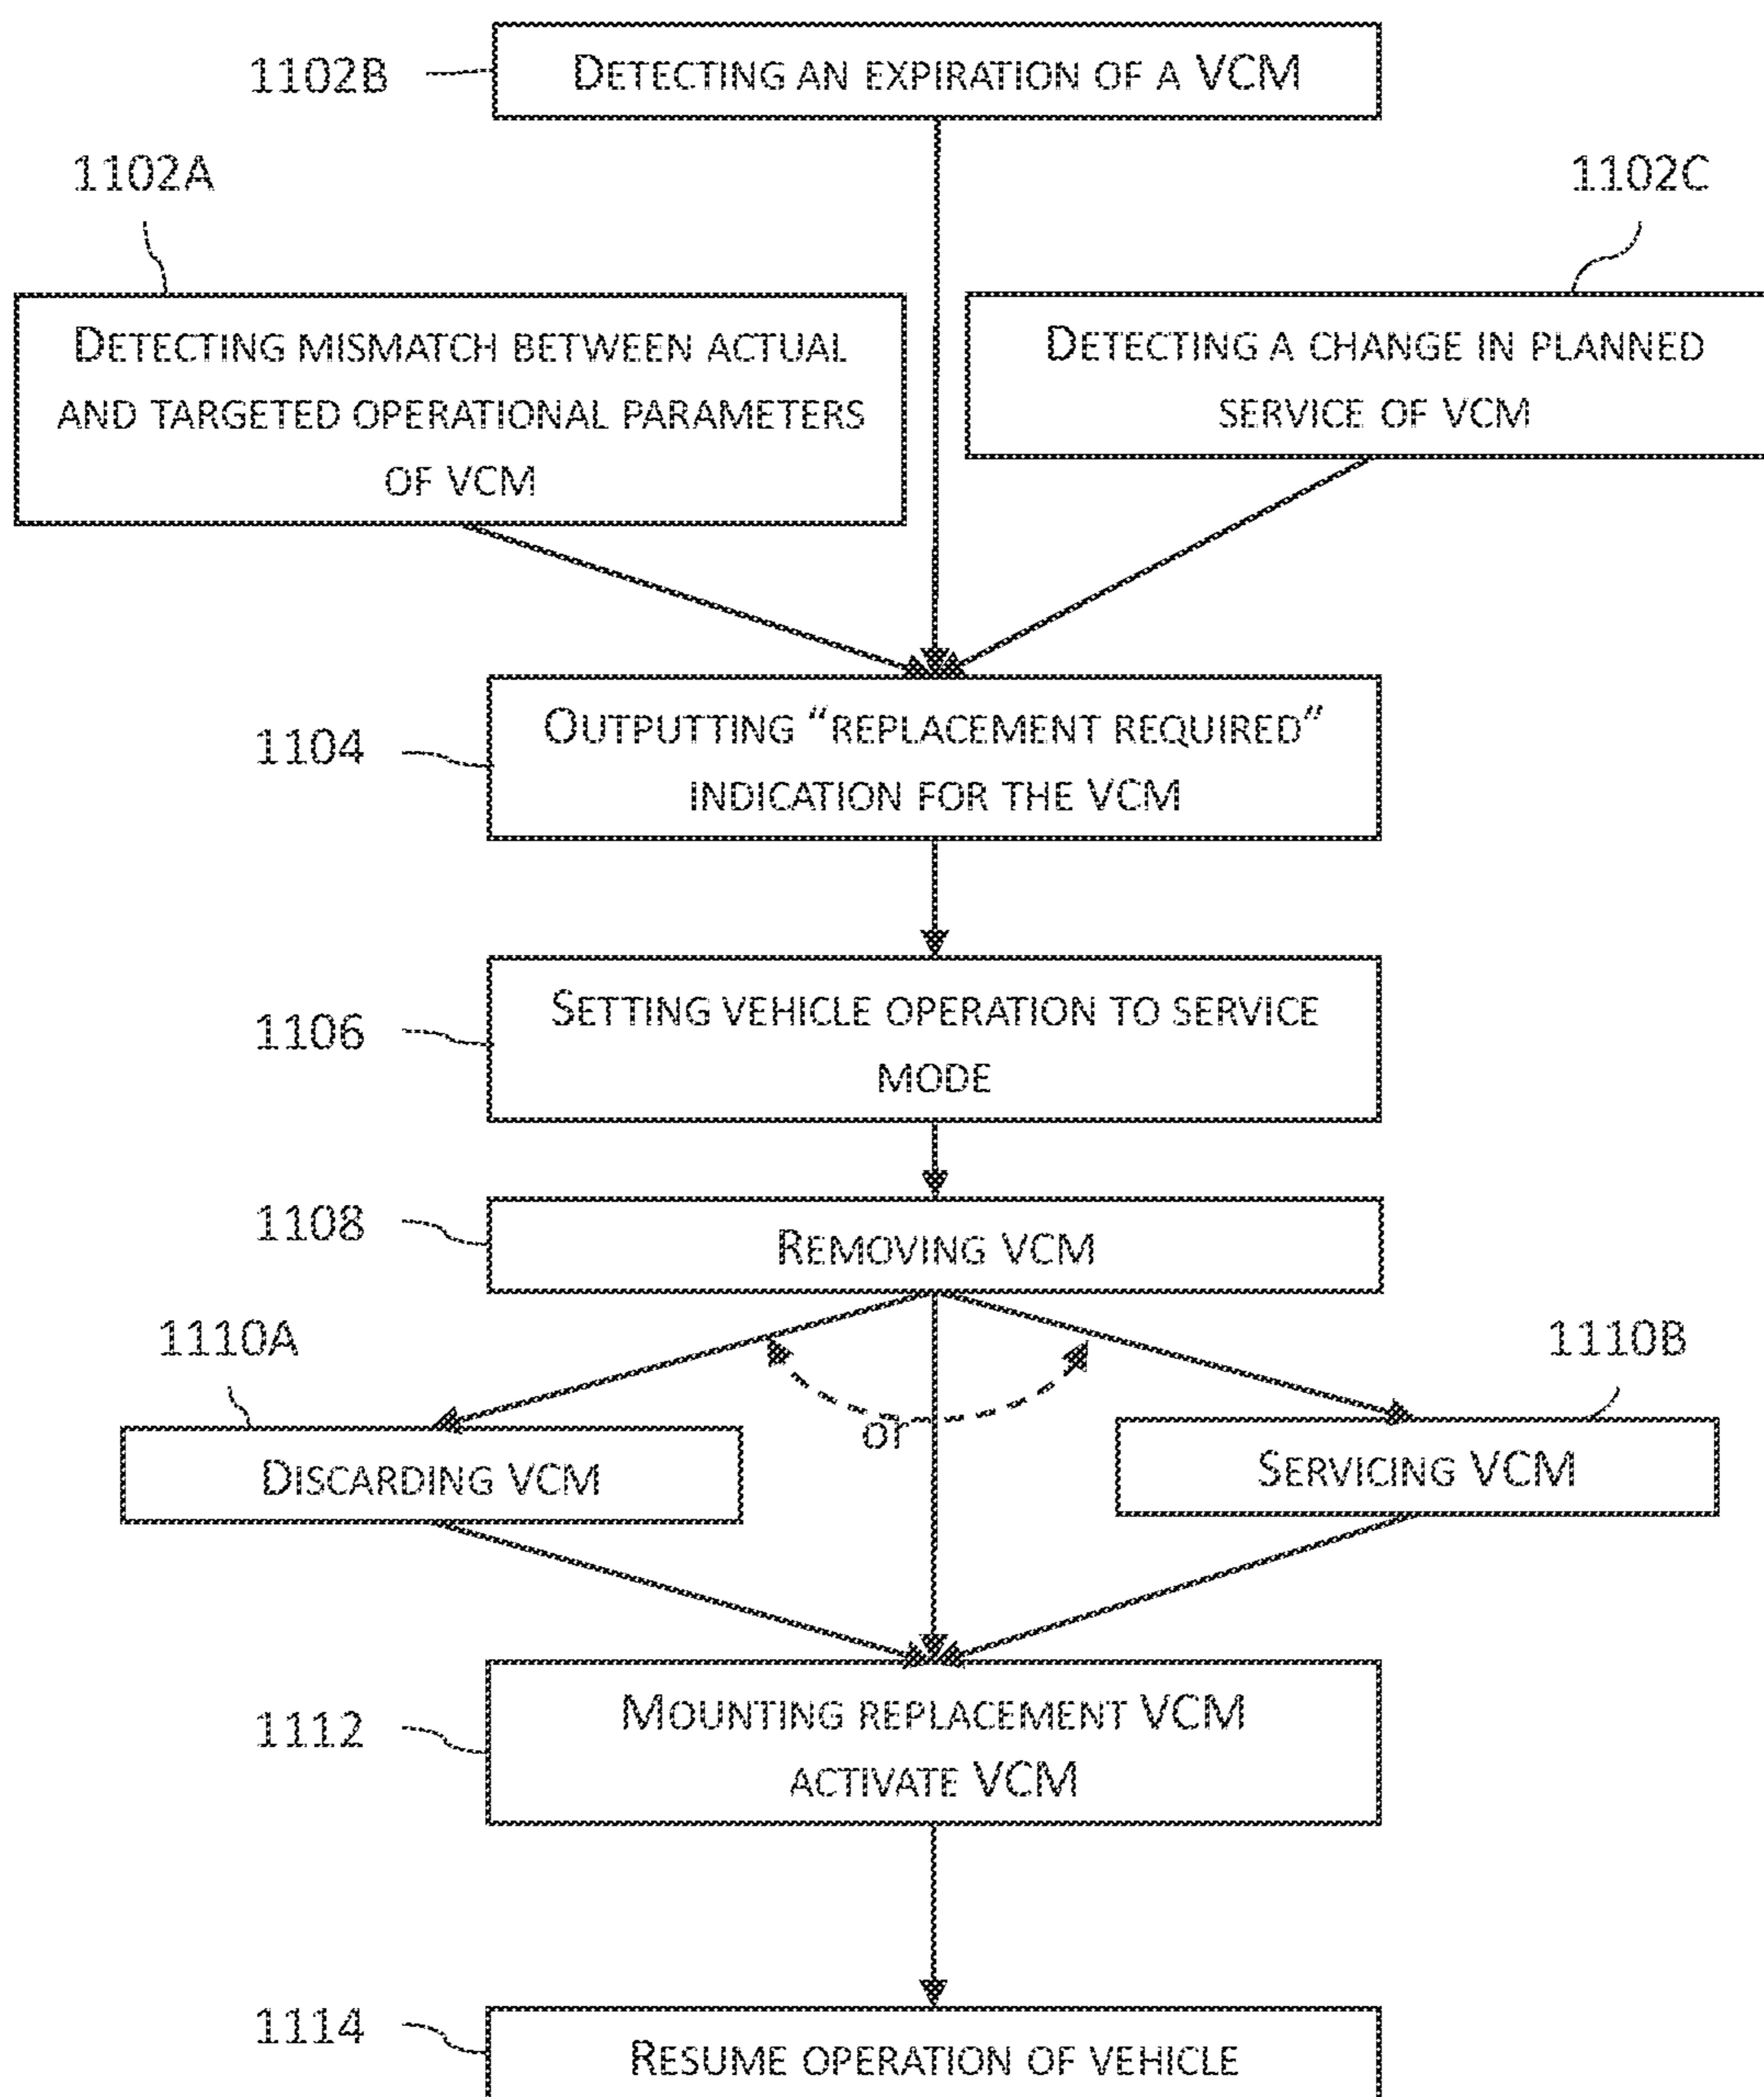 1102B
DETECTING AN EXPIRATION OF A VCM
1102A
1102C
DETECTING MISMATCH BETWEEN ACTUAL
AND TARGETED OPERATIONAL PARAMETERS
OF VCM
DETECTING A CHANGE IN PLANNED
SERVICE OF VCM
1104
OUTPUTTING “REPLACEMENT REQUIRED”
INDICATION FOR THE VCM
1106
SETTING VEHICLE OPERATION TO SERVICE
MODE
1108
REMOVING VCM
1110A
1110B
or
DISCARDING VCM
SERVICING VCM
1112
MOUNTING REPLACEMENT VCM
ACTIVATE VCM
1114
RESUME OPERATION OF VEHICLE